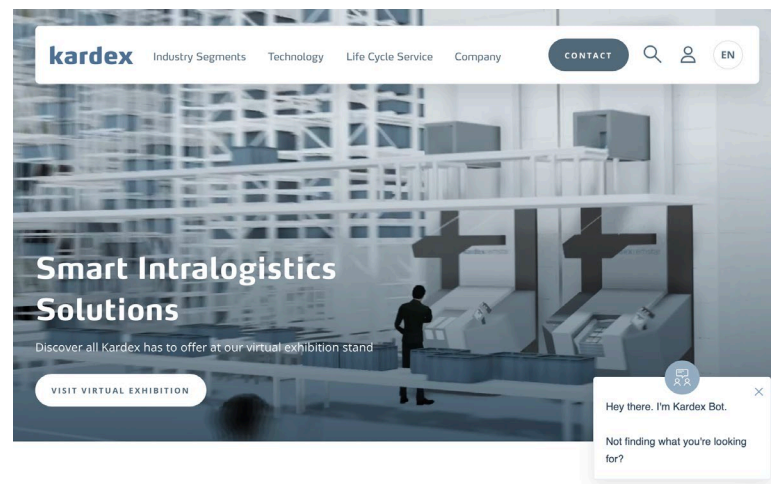 kardex
Industry Segments
Technology
Life Cycle Service
Company
CONTACT
EN
Smart Intralogistics
Solutions
Discover all Kardex has to offer at our virtual exhibition stand
VISIT VIRTUAL EXHIBITION
Hey there. I'm Kardex Bot.
Not finding what you're looking
for?